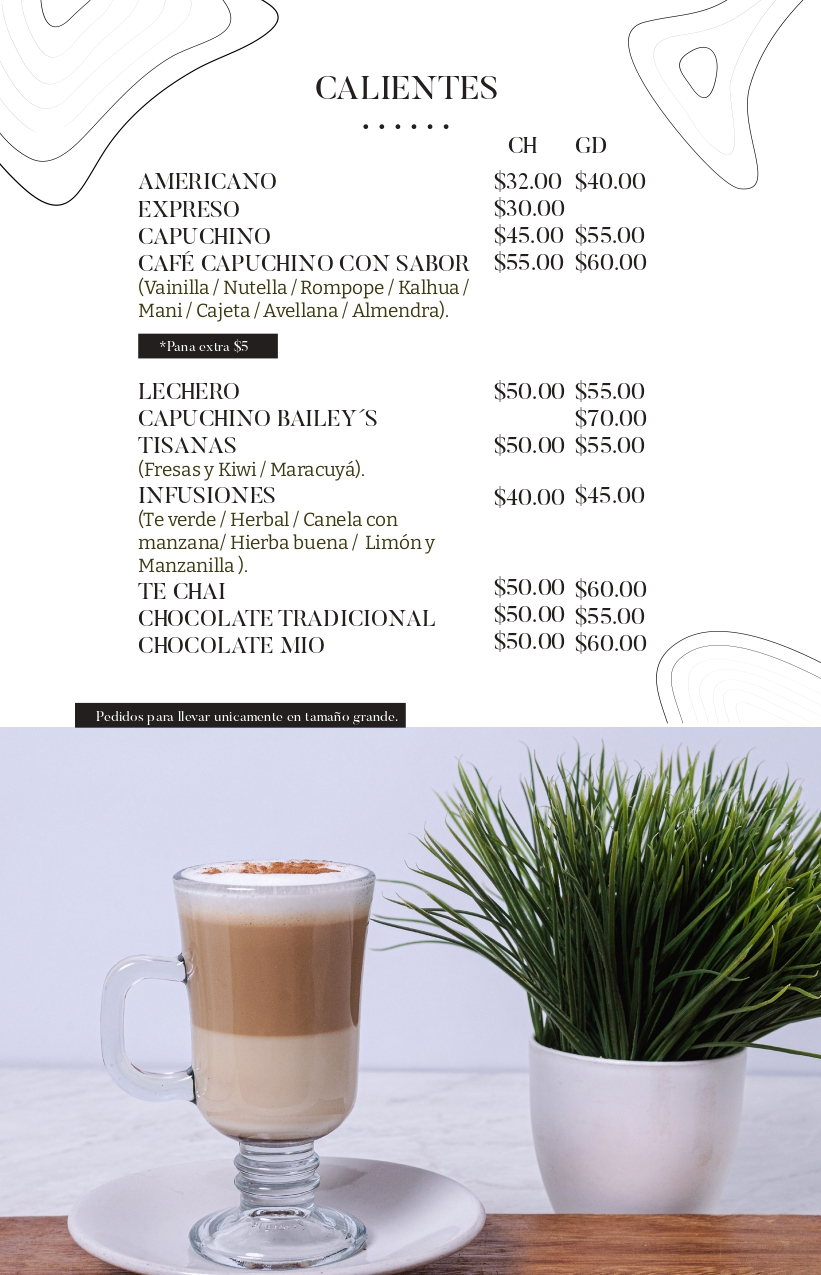 CALIENTES
CH GD
AMERICANO $32.00 $40.00
EXPRESO $30.00
CAPUCHINO $45.00 $55.00
CAFÉ CAPUCHINO CON SABOR $55.00 $60.00
(Vainilla / Nutella / Rompope / Kalhua /
Mani / Cajeta / Avellana / Almendra).
*Pana extra $5
LECHERO $50.00 $55.00
CAPUCHINO BAILEY´S $70.00
TISANAS $50.00 $55.00
(Fresas y Kiwi / Maracuyá).
INFUSIONES $40.00 $45.00
(Te verde / Herbal / Canela con
manzana/ Hierba buena / Limón y
Manzanilla ).
TE CHAI $50.00 $60.00
CHOCOLATE TRADICIONAL $50.00 $55.00
CHOCOLATE MIO $50.00 $60.00
Pedidos para llevar unicamente en tamaño grande.